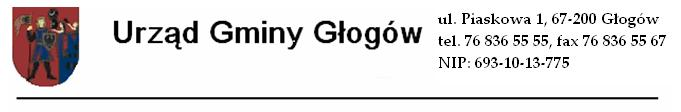 Urząd Gminy Głogów
ul. Piaskowa 1, 67-200 Głogów
tel. 76 836 55 55, fax 76 836 55 67
NIP: 693-10-13-775